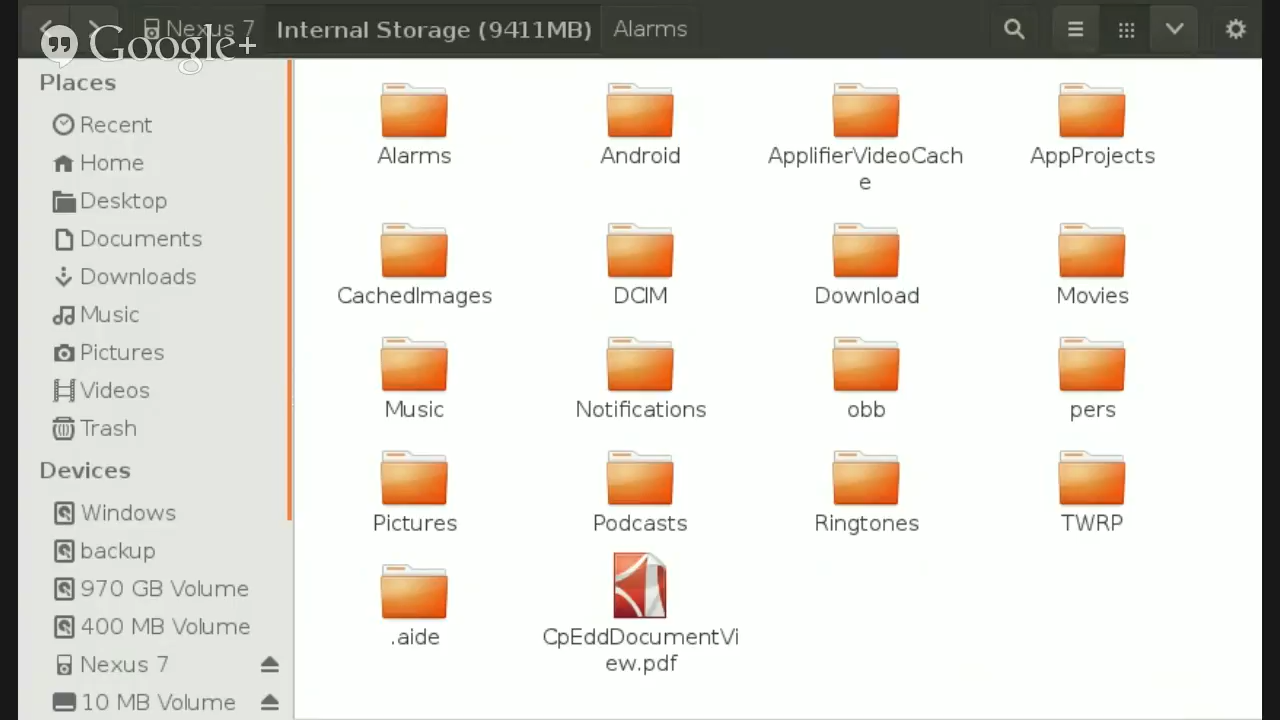 Nexus 7 Internal Storage (9411MB) Alarms
Google+
Places
Recent
Home
Desktop
Documents
Downloads
Music
Pictures
Videos
Trash
Devices
Windows
backup
970 GB Volume
400 MB Volume
Nexus 7
10 MB Volume
Alarms
Android
ApplifierVideoCach
e
AppProjects
CachedImages
DCIM
Download
Movies
Music
Notifications
obb
pers
Pictures
Podcasts
Ringtones
TWRP
.aide
CpEddDocumentVi
ew.pdf